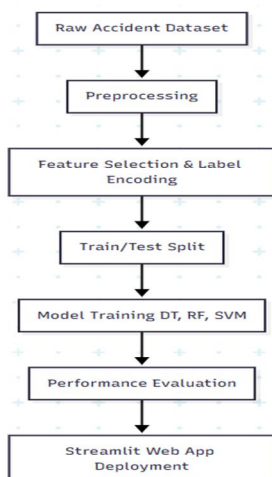 Raw Accident Dataset
Preprocessing
Feature Selection & Label
Encoding
Train/Test Split
Model Training DT, RF, SVM
Performance Evaluation
Streamlit Web App
Deployment